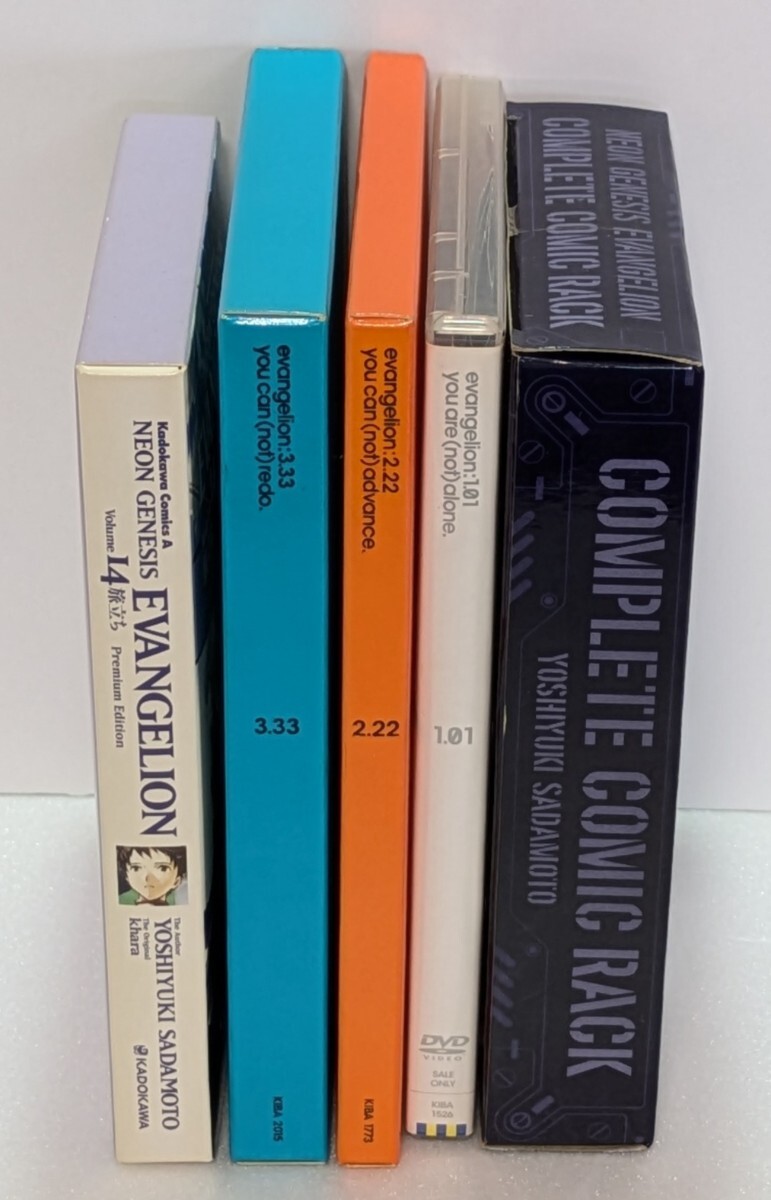 Kadokawa Comics A
NEON GENESIS EVANGELION
Volume 14 旅立ち Premium Edition
The Author
YOSHIYUKI SADAMOTO
The Original
khara
KADOKAWA
evangelion:3.33
you can (not) redo.
3.33
KIBA 2015
evangelion:2.22
you can (not) advance.
2.22
KIBA 1773
evangelion:1.01
you are (not) alone.
1.01
DVD
VIDEO
SALE
ONLY
KIBA
1526
NEON GENESIS EVANGELION
COMPLETE COMIC RACK
COMPLETE COMIC RACK
YOSHIYUKI SADAMOTO